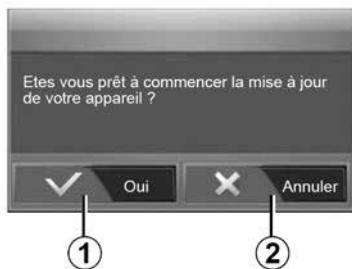 Etes vous prêt à commencer la mise à jour
de votre appareil ?
Oui
Annuler
1
2